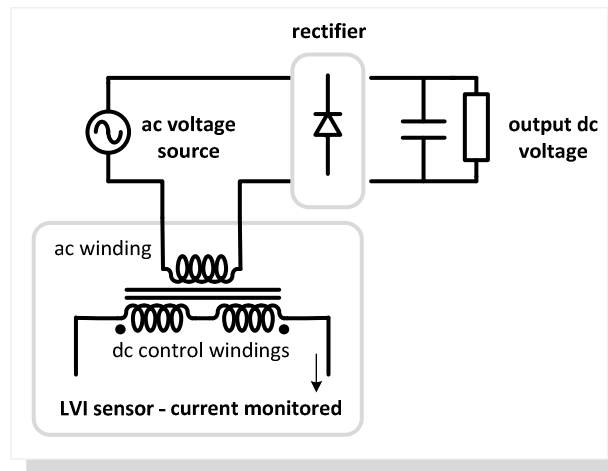 rectifier
ac voltage
source
output dc
voltage
ac winding
dc control windings
LVI sensor - current monitored